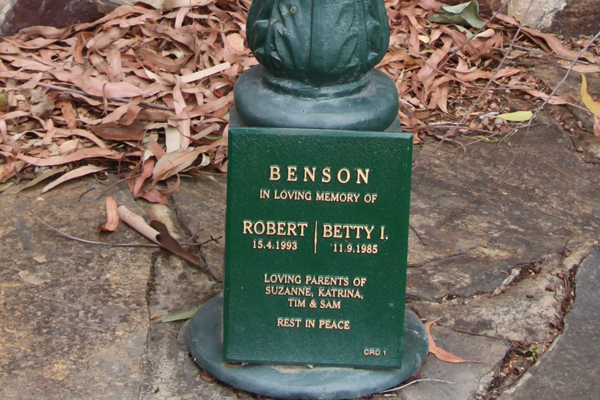 BENSON
IN LOVING MEMORY OF
ROBERT | BETTY I.
15.4.1993 11.9.1985
LOVING PARENTS OF
SUZANNE, KATRINA,
TIM & SAM
REST IN PEACE
CRD 1